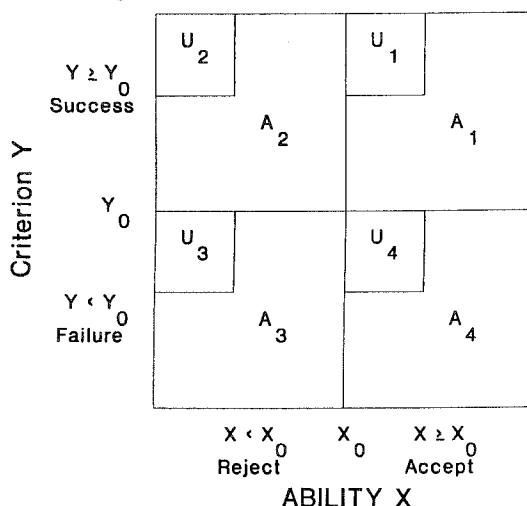 U2 U1
Y ≥ Y0
Success
A2 A1
Criterion Y
Y0
U3 U4
Y < Y0
Failure
A3 A4
X < X0 X0 X ≥ X0
Reject Accept
ABILITY X